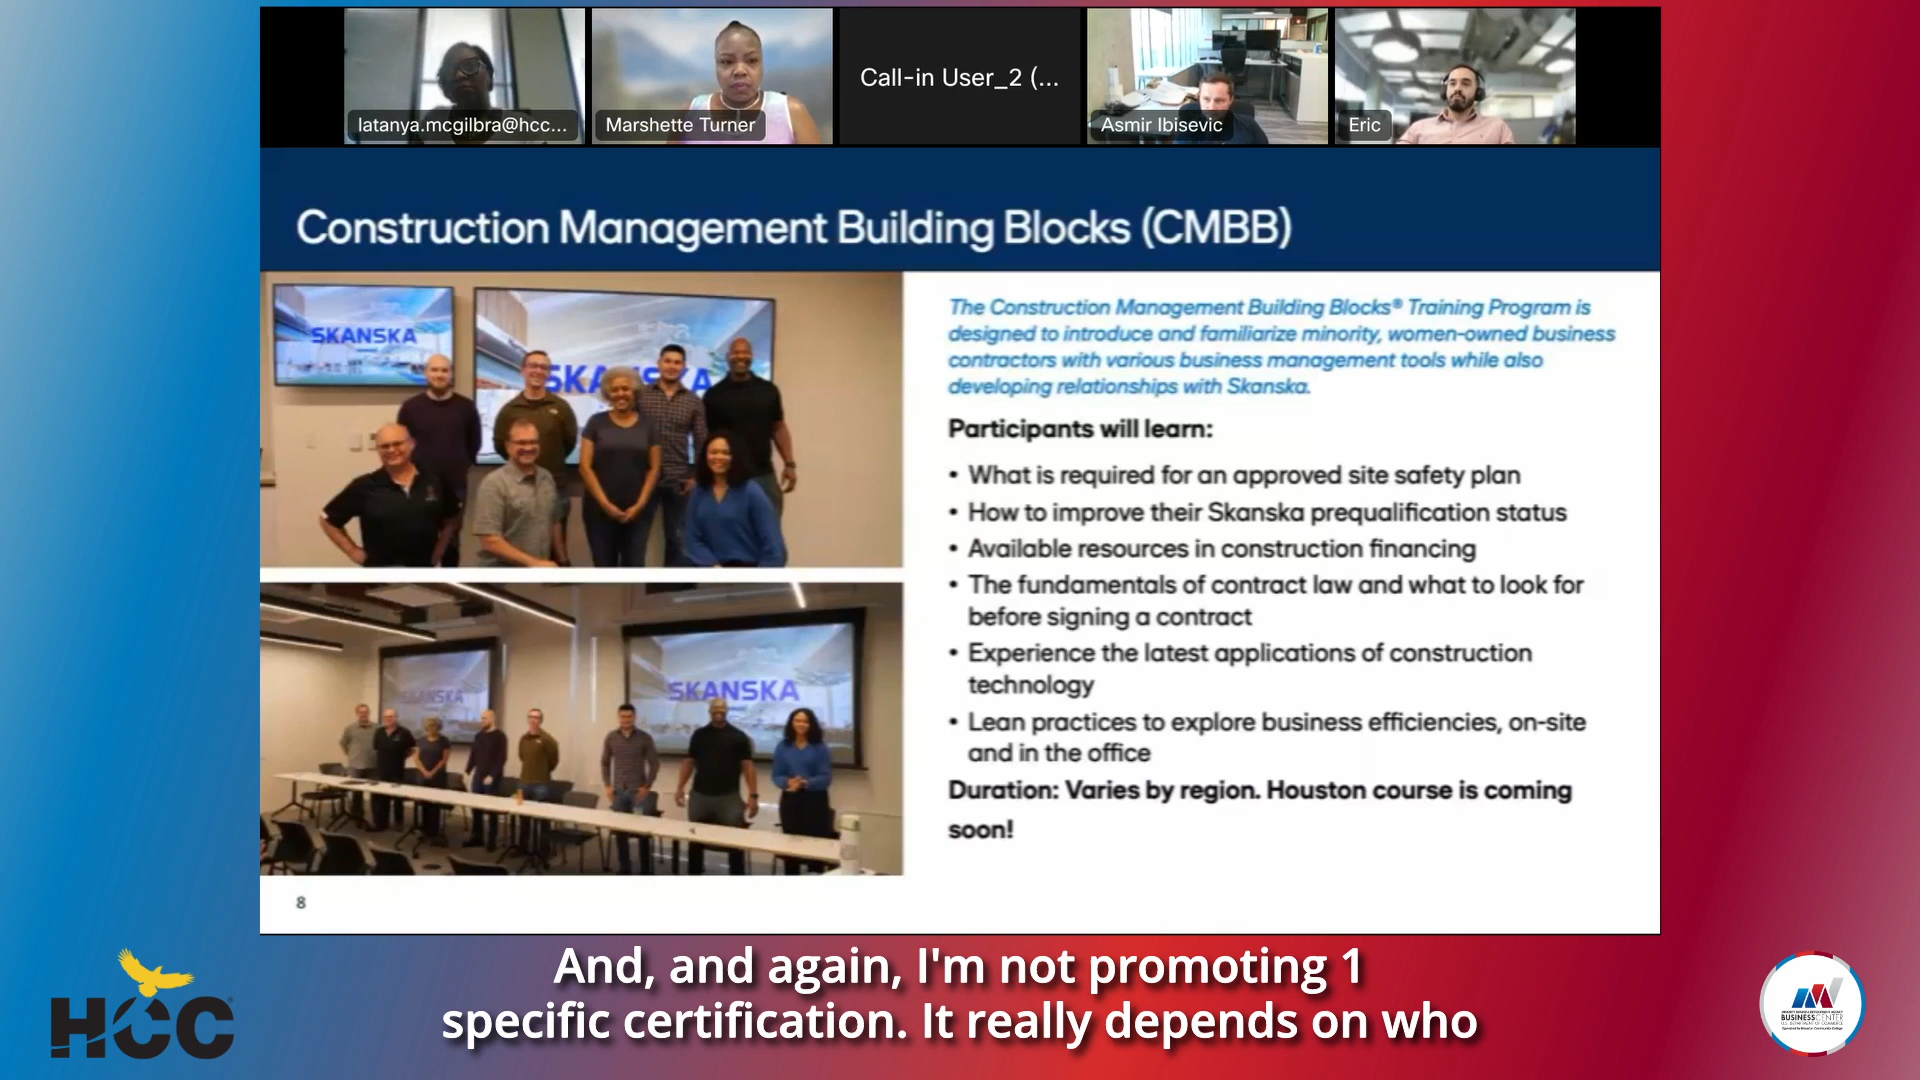 latanya.mcgilbra@hcc...
Marshette Turner
Call-in User_2 (...
Asmir Ibisevic
Eric
Construction Management Building Blocks (CMBB)
SKANSKA
SKANSKA
SKANSKA
SKANSKA
The Construction Management Building Blocks® Training Program is
designed to introduce and familiarize minority, women-owned business
contractors with various business management tools while also
developing relationships with Skanska.
Participants will learn:
• What is required for an approved site safety plan
• How to improve their Skanska prequalification status
• Available resources in construction financing
• The fundamentals of contract law and what to look for
before signing a contract
• Experience the latest applications of construction
technology
• Lean practices to explore business efficiencies, on-site
and in the office
Duration: Varies by region. Houston course is coming
soon!
8
And, and again, I'm not promoting 1
specific certification. It really depends on who
HCC
BUSINESS CENTER